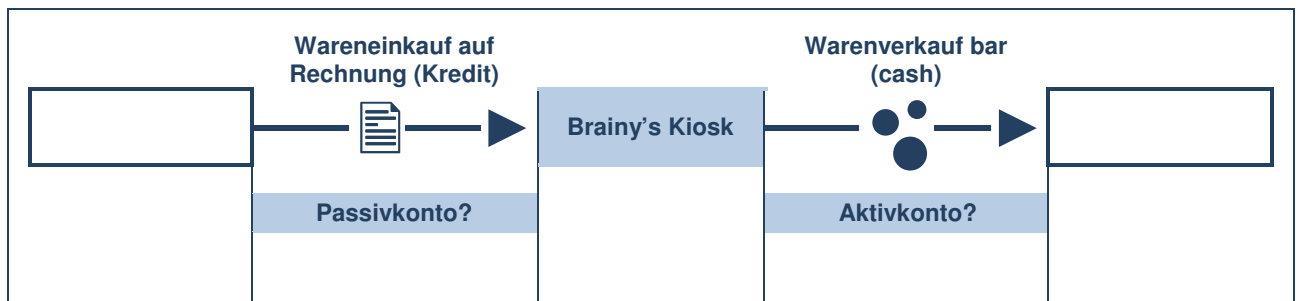 Wareneinkauf auf
Rechnung (Kredit)
Warenverkauf bar
(cash)
Brainy's Kiosk
Passivkonto?
Aktivkonto?